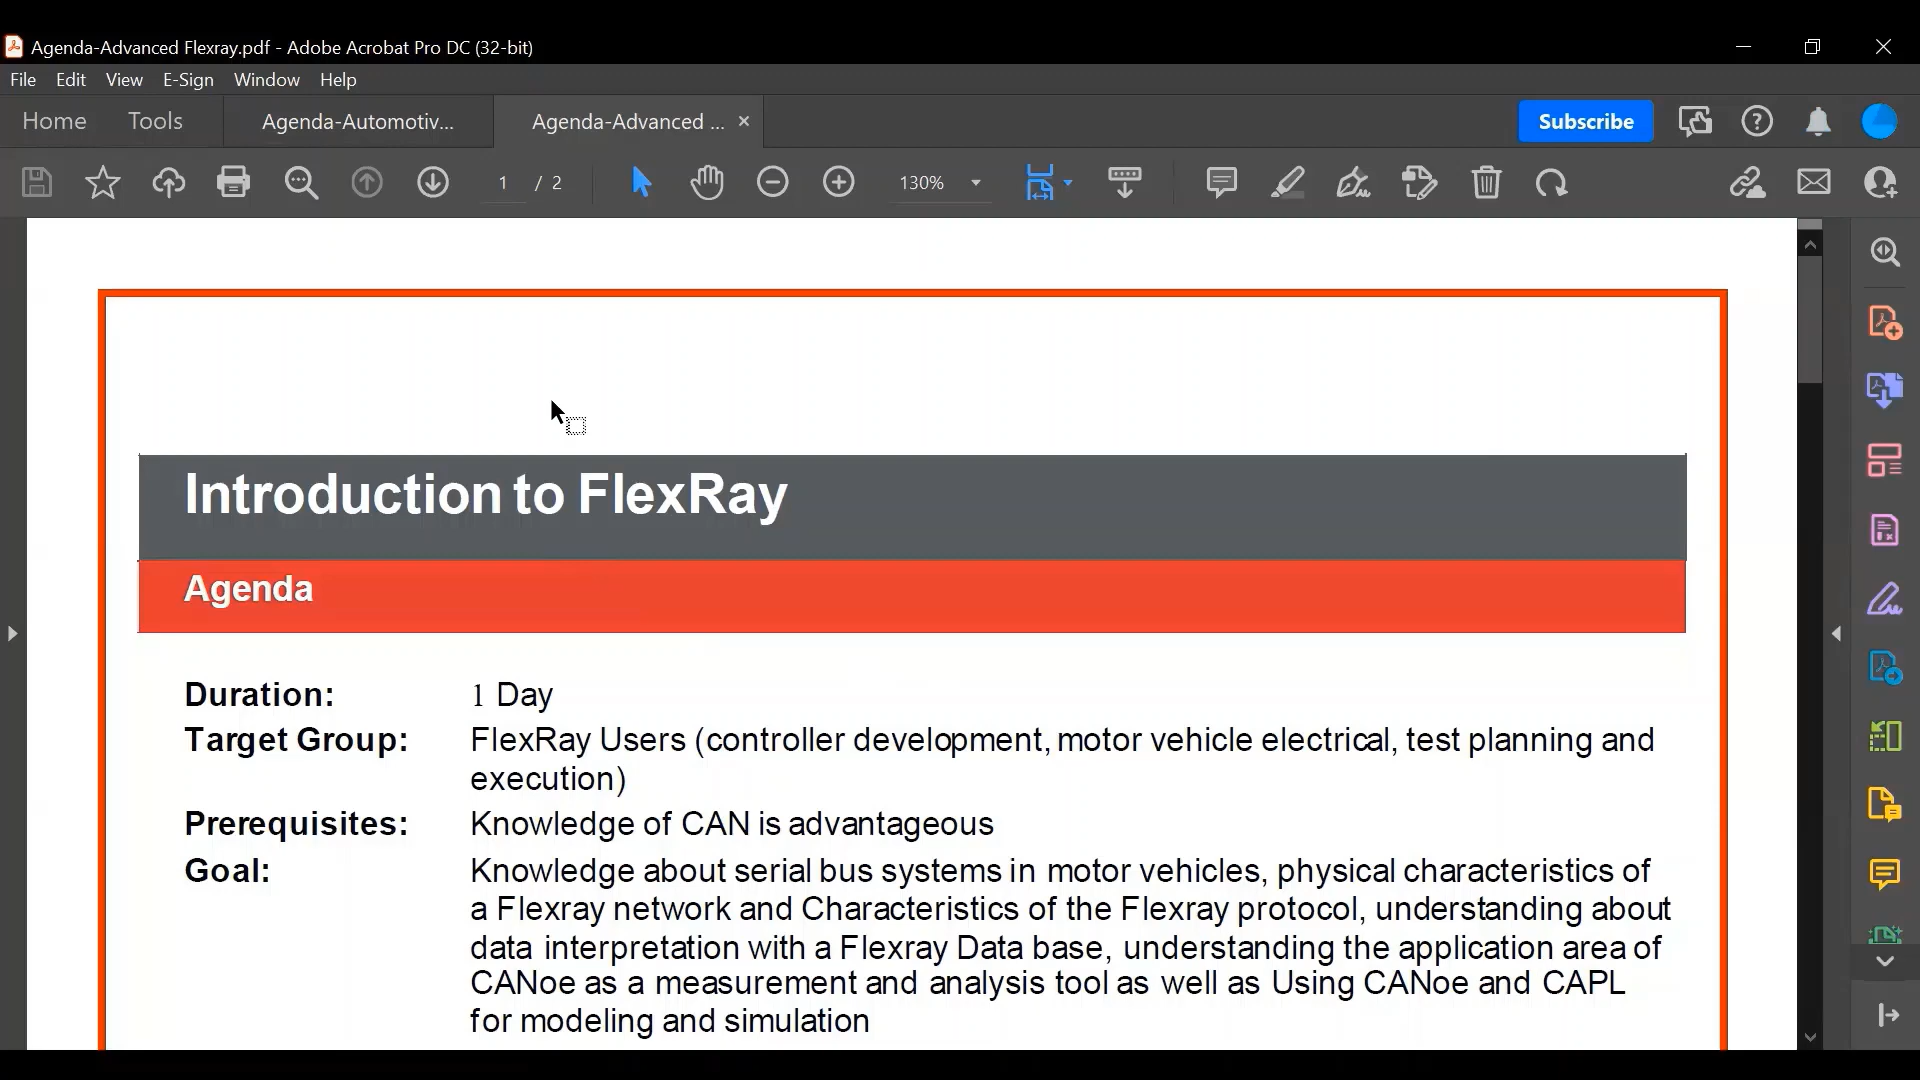 Agenda-Advanced Flexray.pdf - Adobe Acrobat Pro DC (32-bit)
File Edit View E-Sign Window Help
Home Tools Agenda-Automotiv... Agenda-Advanced ... Subscribe
1 / 2 130%
Introduction to FlexRay
Agenda
Duration: 1 Day
Target Group: FlexRay Users (controller development, motor vehicle electrical, test planning and
execution)
Prerequisites: Knowledge of CAN is advantageous
Goal: Knowledge about serial bus systems in motor vehicles, physical characteristics of
a Flexray network and Characteristics of the Flexray protocol, understanding about
data interpretation with a Flexray Data base, understanding the application area of
CANoe as a measurement and analysis tool as well as Using CANoe and CAPL
for modeling and simulation